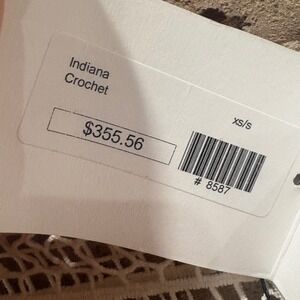 Indiana
Crochet
xs/s
$355.56
# 8587